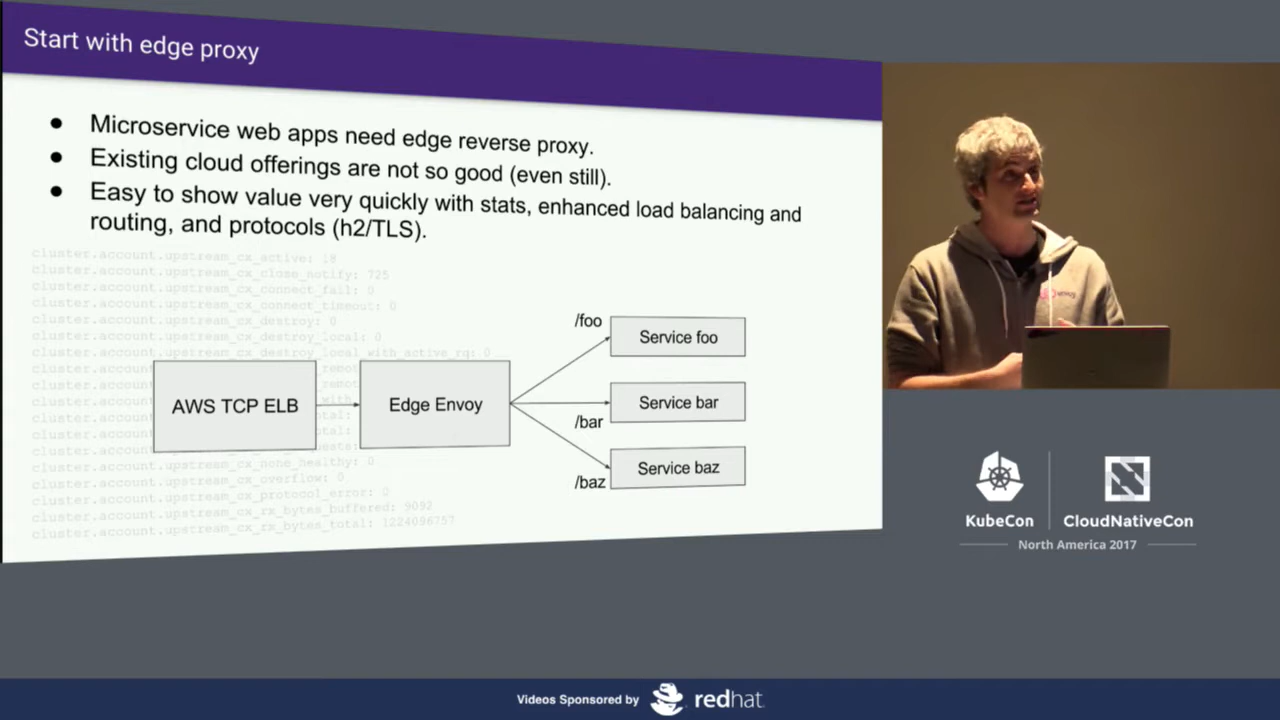 Start with edge proxy
● Microservice web apps need edge reverse proxy.
● Existing cloud offerings are not so good (even still).
● Easy to show value very quickly with stats, enhanced load balancing and
routing, and protocols (h2/TLS).
cluster.account.upstream_cx_active: 18
cluster.account.upstream_cx_close_notify: 725
cluster.account.upstream_cx_connect_fail: 0
cluster.account.upstream_cx_connect_timeout: 0
cluster.account.upstream_cx_destroy: 0
cluster.account.upstream_cx_destroy_local: 0
cluster.account.upstream_cx_destroy_local_with_active_rq: 0
cluster.account.upstream_cx_none_healthy: 0
cluster.account.upstream_cx_overflow: 0
cluster.account.upstream_cx_protocol_error: 0
cluster.account.upstream_cx_rx_bytes_buffered: 9092
cluster.account.upstream_cx_rx_bytes_total: 1224096757
AWS TCP ELB
Edge Envoy
/foo
Service foo
Service bar
/bar
Service baz
/baz
KubeCon
CloudNativeCon
North America 2017
Videos Sponsored by
redhat